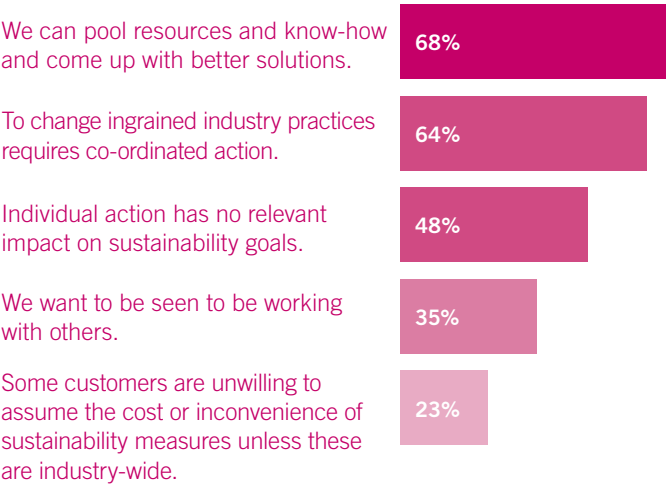 We can pool resources and know-how
and come up with better solutions.
68%
To change ingrained industry practices
requires co-ordinated action.
64%
Individual action has no relevant
impact on sustainability goals.
48%
We want to be seen to be working
with others.
35%
Some customers are unwilling to
assume the cost or inconvenience of
sustainability measures unless these
are industry-wide.
23%